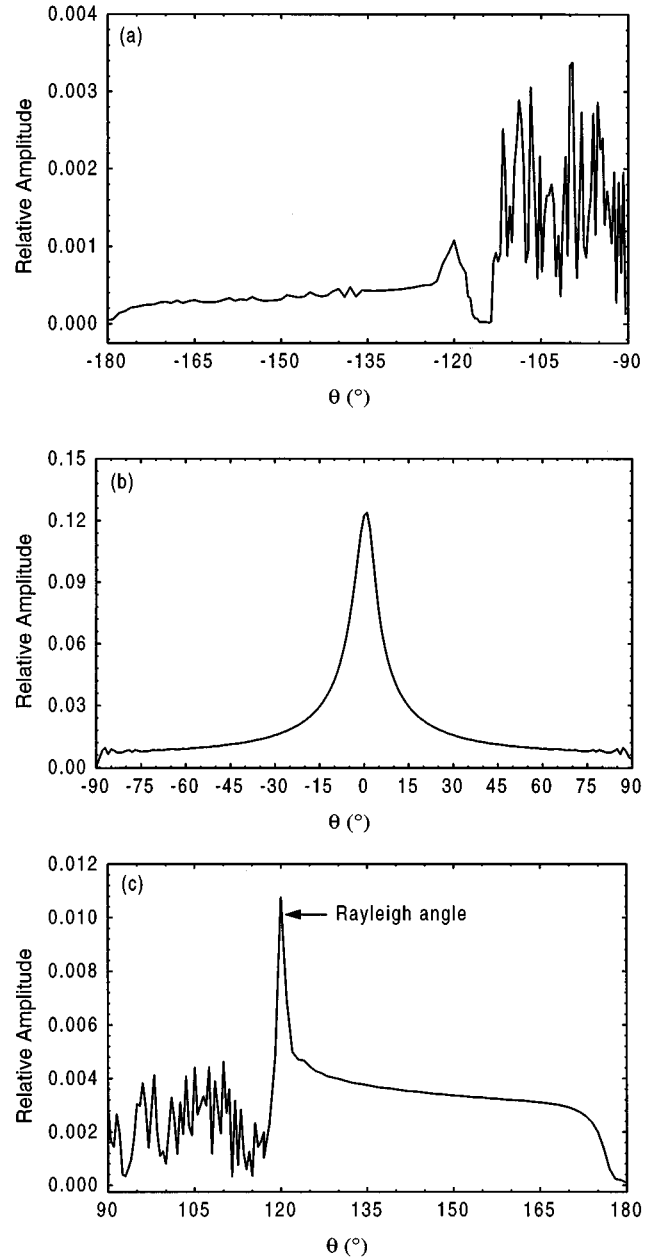 (a)
Relative Amplitude
0.004
0.003
0.002
0.001
0.000
-180 -165 -150 -135 -120 -105 -90
θ (°)
(b)
Relative Amplitude
0.15
0.12
0.09
0.06
0.03
0.00
-90 -75 -60 -45 -30 -15 0 15 30 45 60 75 90
θ (°)
(c)
Relative Amplitude
0.012
0.010
Rayleigh angle
0.008
0.006
0.004
0.002
0.000
90 105 120 135 150 165 180
θ (°)